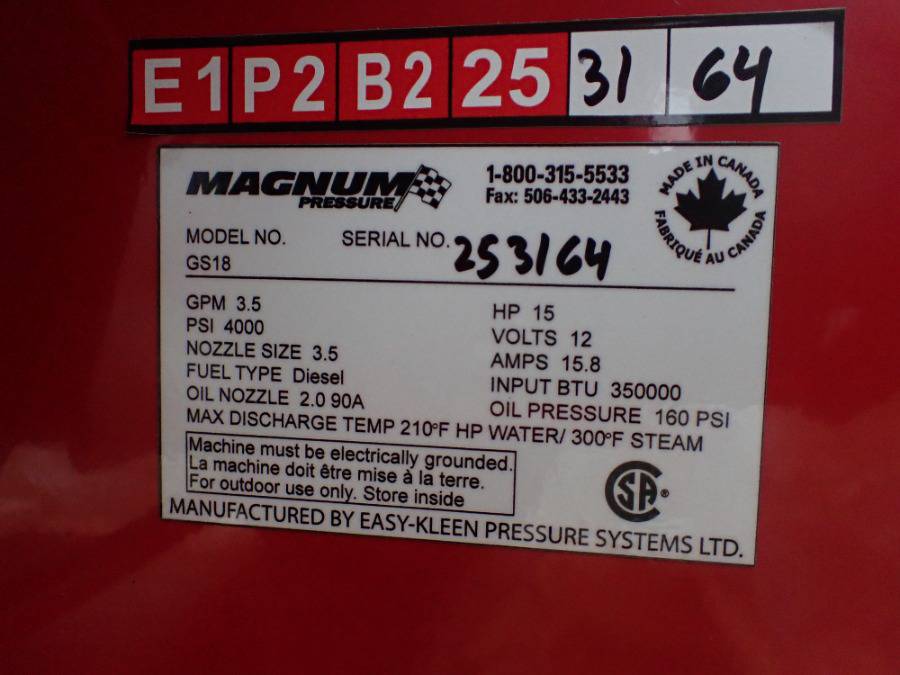 E1 P2 B2 25 31 64
MAGNUM
PRESSURE
1-800-315-5533
Fax: 506-433-2443
MADE IN CANADA
FABRIQUÉ AU CANADA
MODEL NO.
GS18
SERIAL NO. 253164
GPM 3.5
PSI 4000
NOZZLE SIZE 3.5
FUEL TYPE Diesel
OIL NOZZLE 2.0 90A
HP 15
VOLTS 12
AMPS 15.8
INPUT BTU 350000
OIL PRESSURE 160 PSI
MAX DISCHARGE TEMP 210°F HP WATER/ 300°F STEAM
Machine must be electrically grounded.
La machine doit être mise à la terre.
For outdoor use only. Store inside
CSA®
MANUFACTURED BY EASY-KLEEN PRESSURE SYSTEMS LTD.